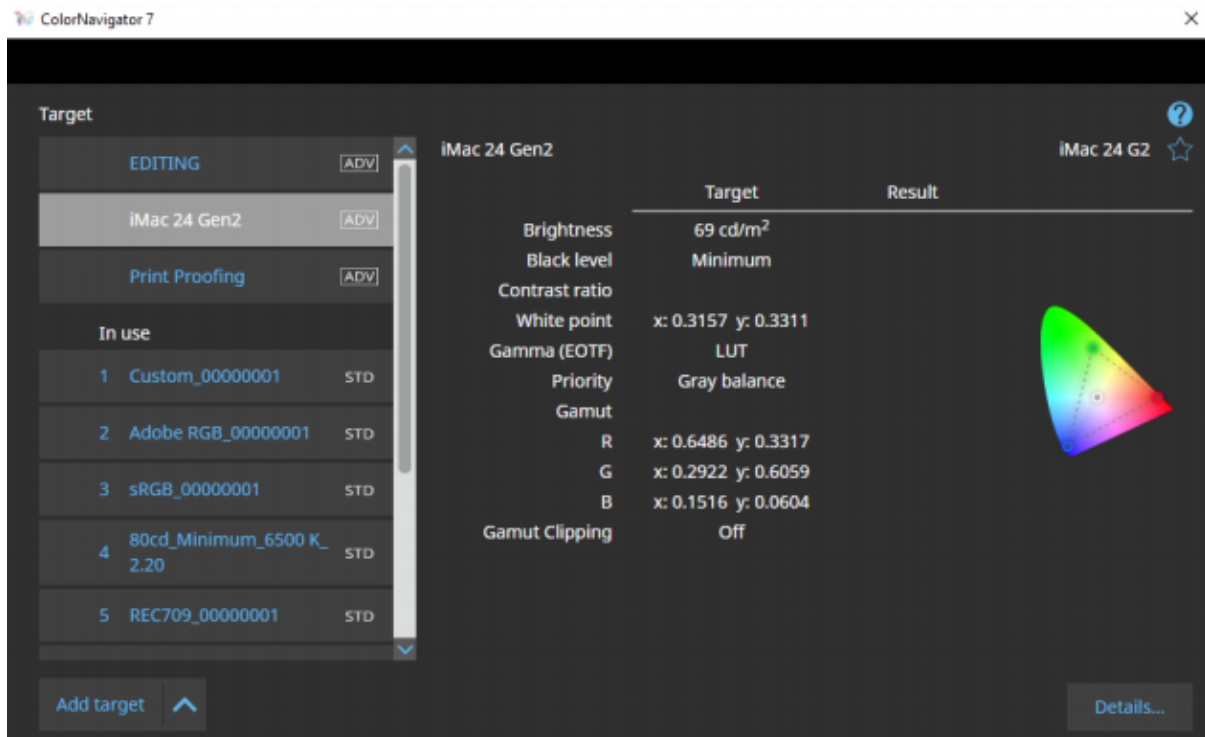 ColorNavigator 7
Target
EDITING ADV
iMac 24 Gen2 ADV
Print Proofing ADV
In use
1 Custom_00000001 STD
2 Adobe RGB_00000001 STD
3 sRGB_00000001 STD
4 80cd_Minimum_6500 K_
2.20 STD
5 REC709_00000001 STD
Add target
?
iMac 24 Gen2 iMac 24 G2
Target Result
Brightness 69 cd/m²
Black level Minimum
Contrast ratio
White point x: 0.3157 y: 0.3311
Gamma (EOTF) LUT
Priority Gray balance
Gamut
R x: 0.6486 y: 0.3317
G x: 0.2922 y: 0.6059
B x: 0.1516 y: 0.0604
Gamut Clipping Off
Details...